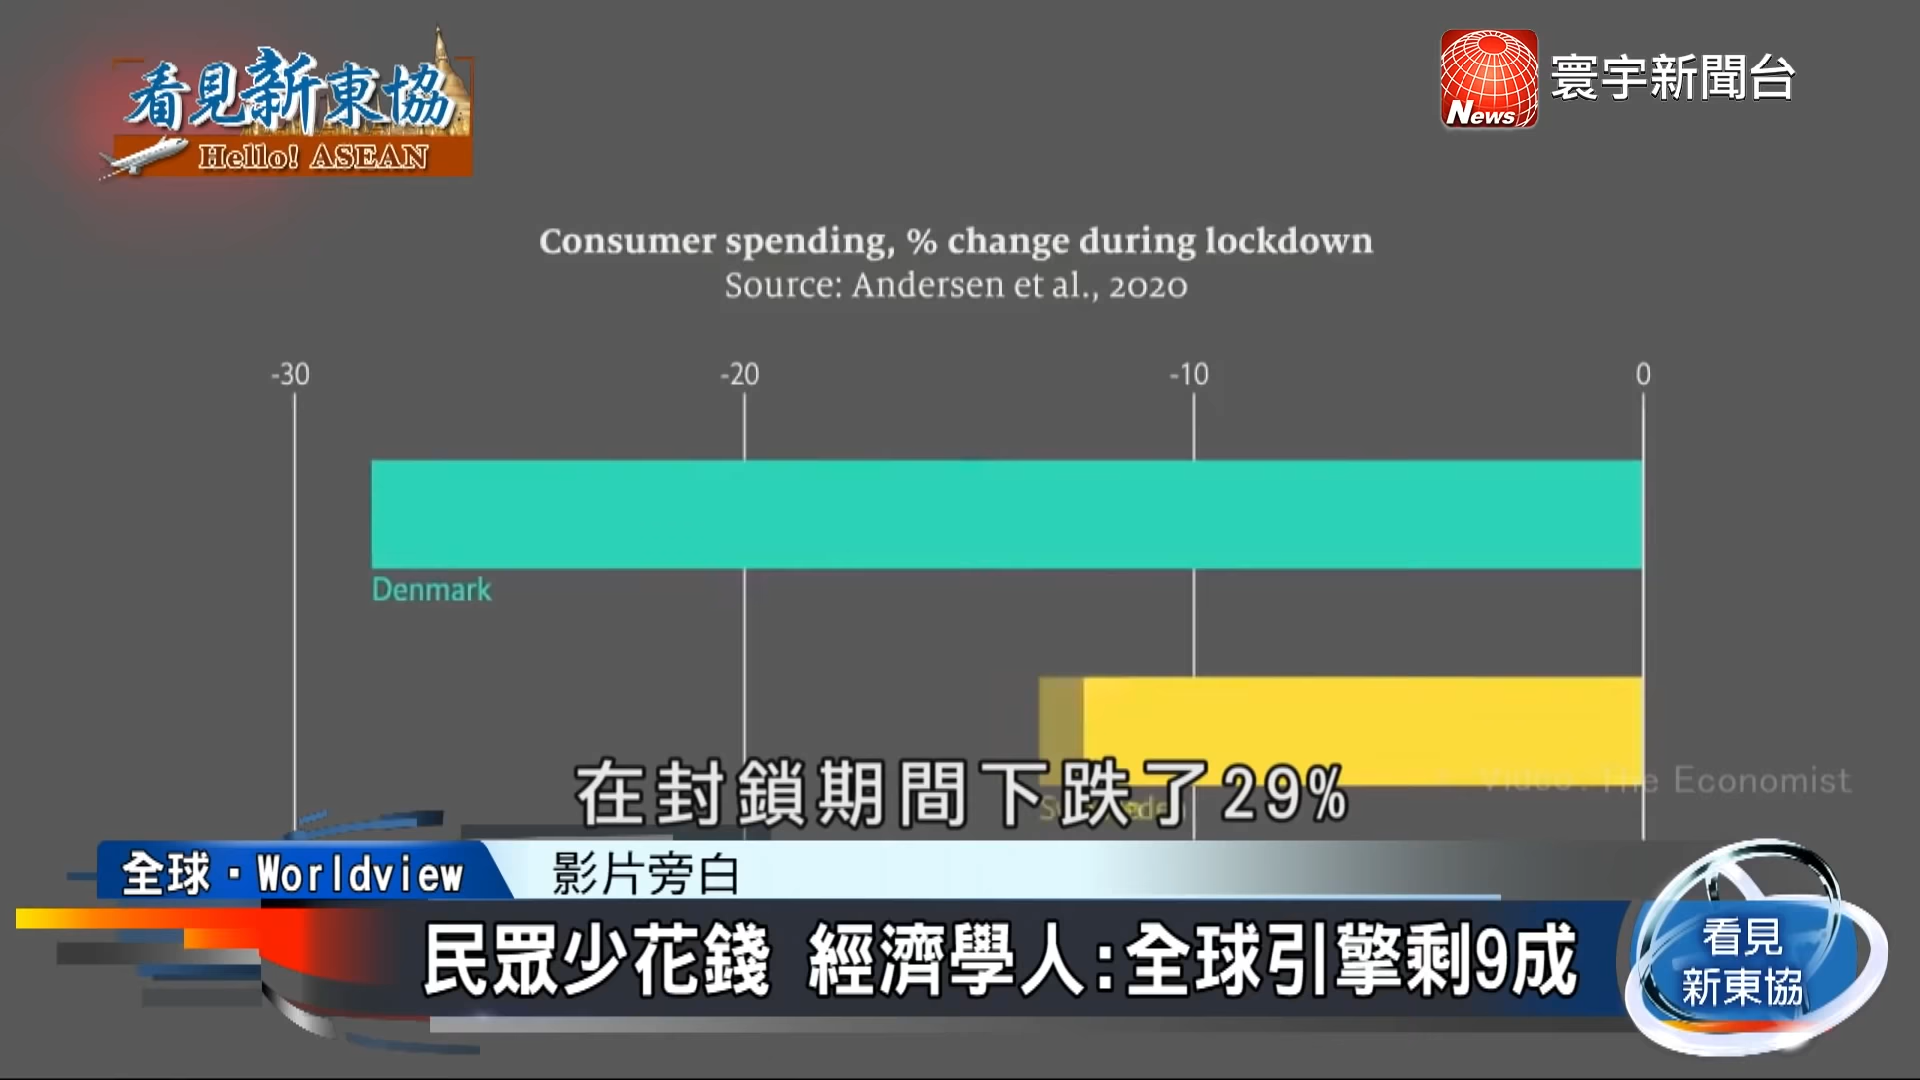 看見新東協
Hello! ASEAN
News
寰宇新聞台
Consumer spending, % change during lockdown
Source: Andersen et al., 2020
-30 -20 -10 0
Denmark
Video: The Economist
在封鎖期間下跌了29%
全球·Worldview
影片旁白
民眾少花錢 經濟學人:全球引擎剩9成
看見
新東協